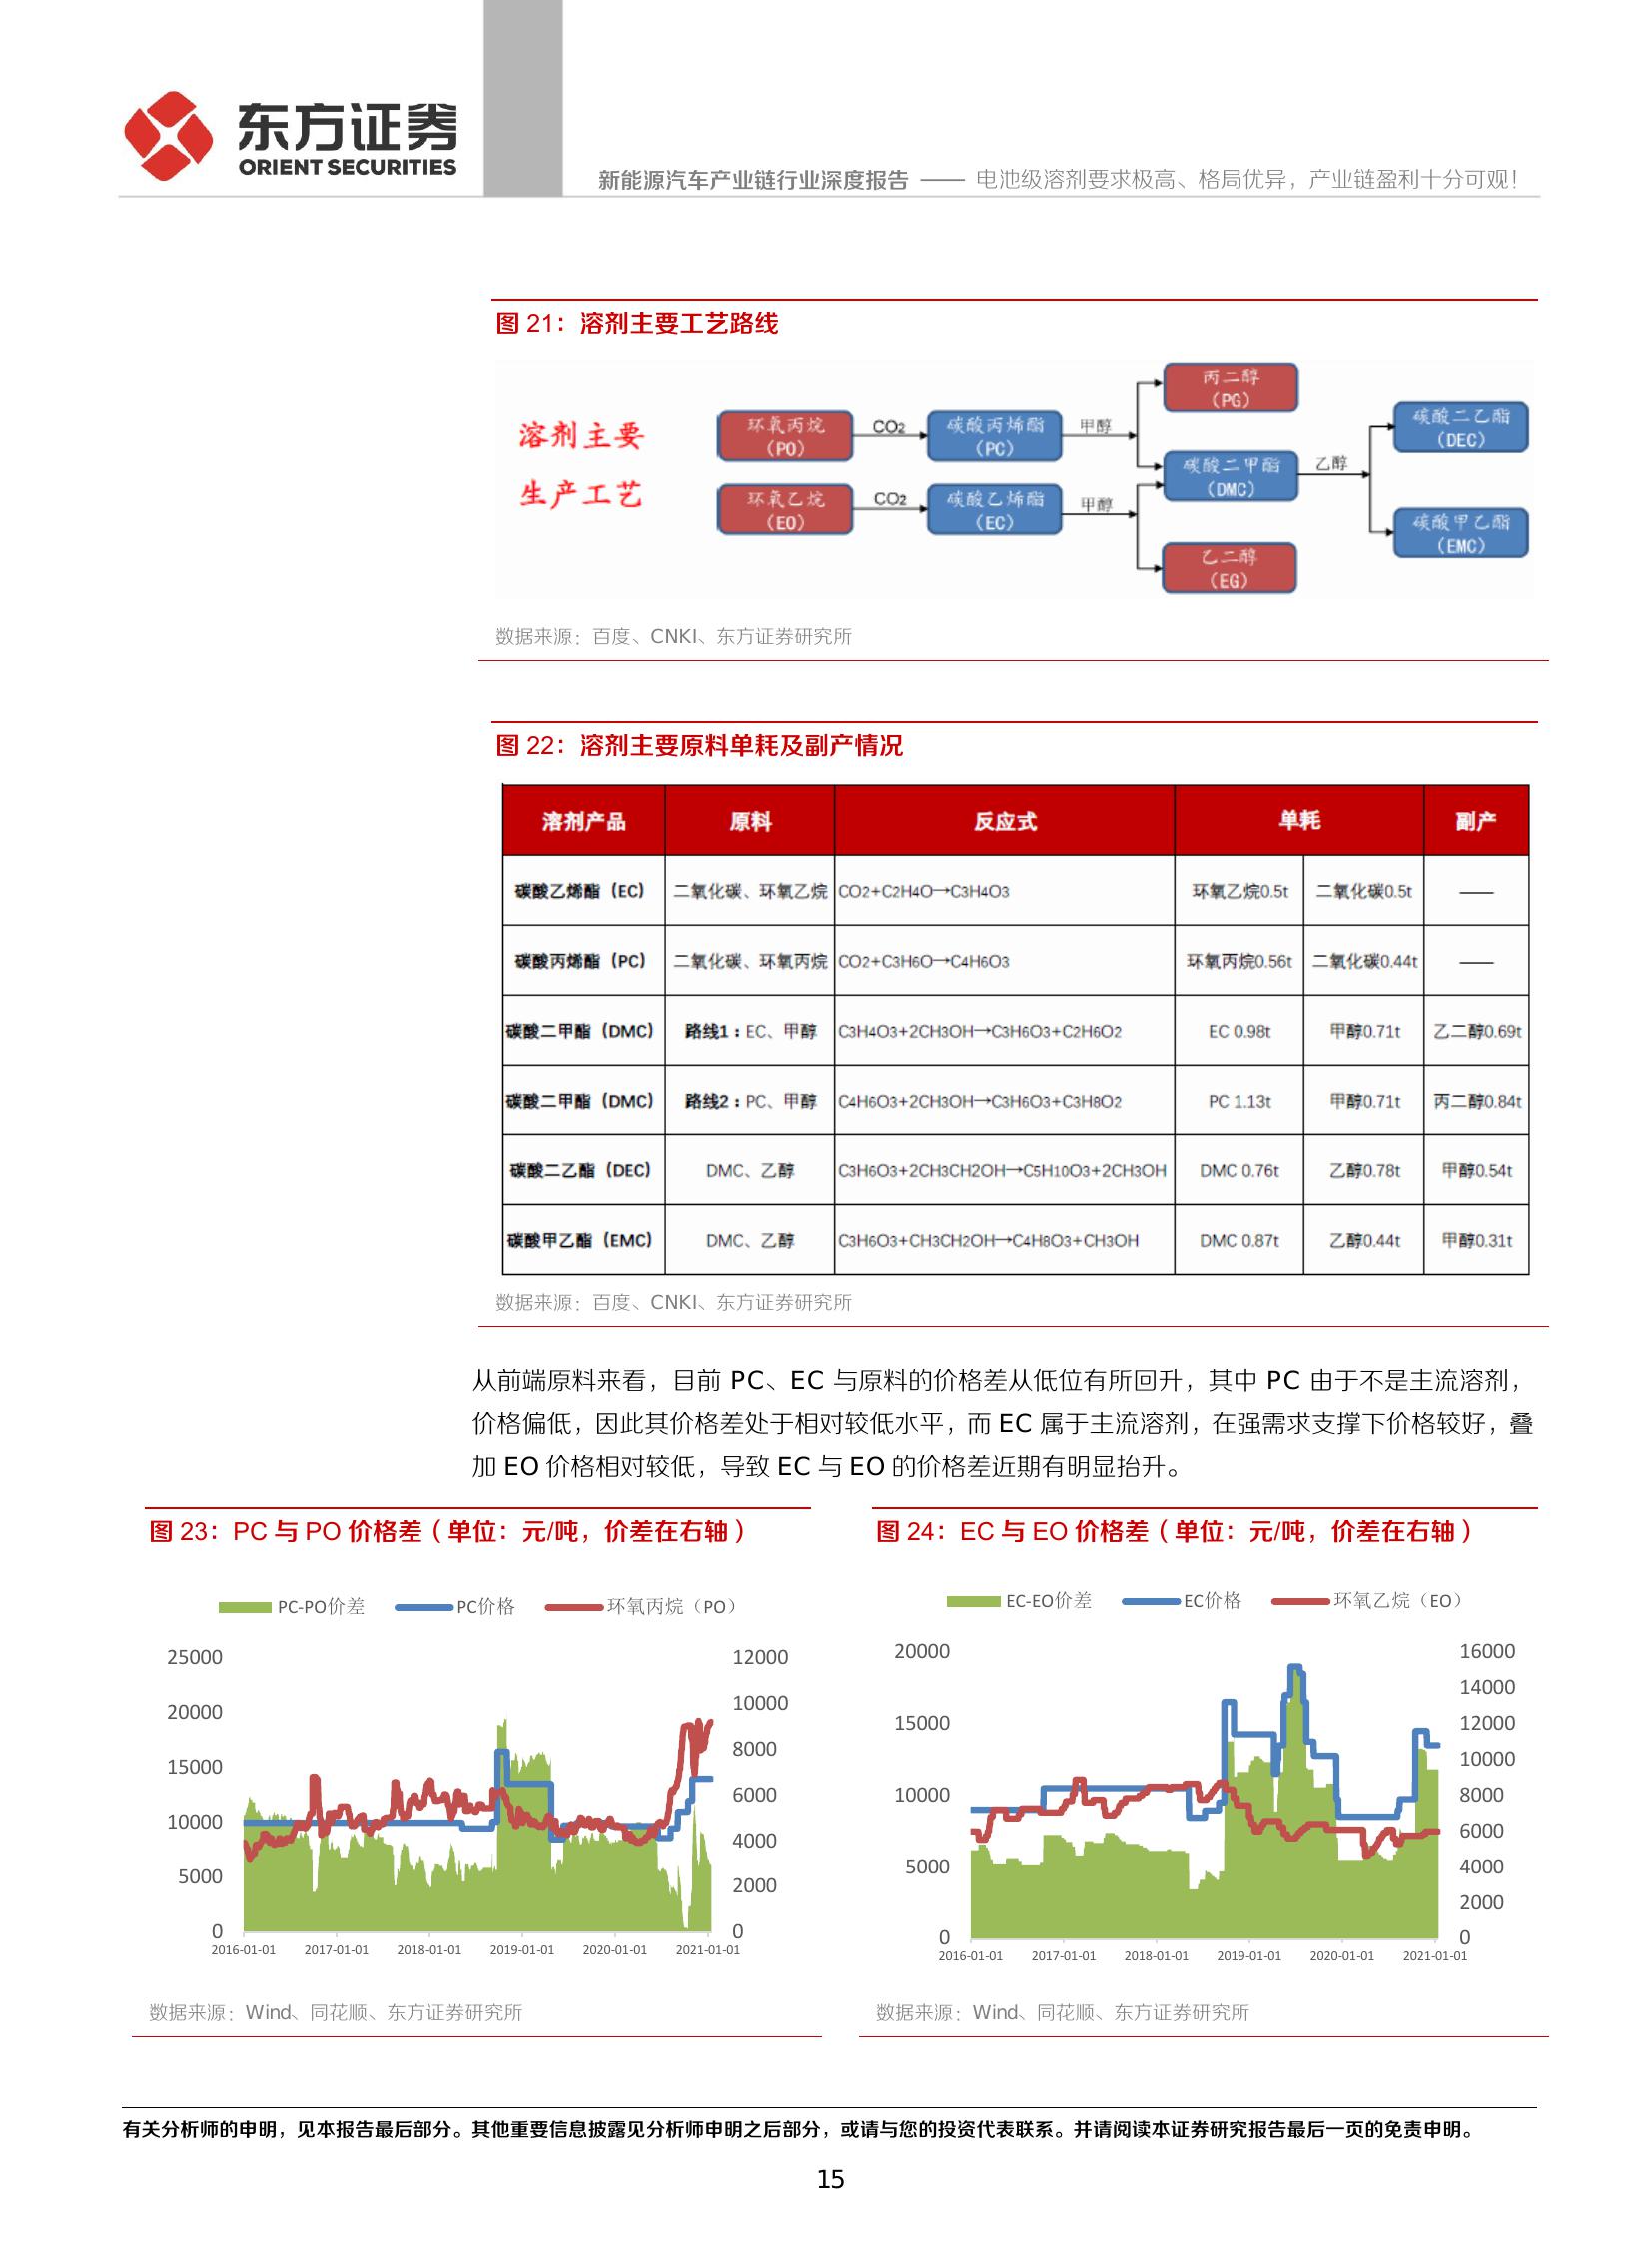 东方证券
ORIENT SECURITIES
新能源汽车产业链行业深度报告 —— 电池级溶剂要求极高、格局优异，产业链盈利十分可观！
图 21：溶剂主要工艺路线
溶剂主要
生产工艺
环氧丙烷
（PO）
CO2
碳酸丙烯酯
（PC）
甲醇
丙二醇
（PG）
环氧乙烷
（EO）
CO2
碳酸乙烯酯
（EC）
甲醇
碳酸二甲酯
（DMC）
乙二醇
（EG）
乙醇
碳酸二乙酯
（DEC）
碳酸甲乙酯
（EMC）
数据来源：百度、CNKI、东方证券研究所
图 22：溶剂主要原料单耗及副产情况
溶剂产品 原料 反应式 单耗 副产
碳酸乙烯酯（EC） 二氧化碳、环氧乙烷 CO2+C2H4O→C3H4O3 环氧乙烷0.5t 二氧化碳0.5t ——
碳酸丙烯酯（PC） 二氧化碳、环氧丙烷 CO2+C3H6O→C4H6O3 环氧丙烷0.56t 二氧化碳0.44t ——
碳酸二甲酯（DMC） 路线1：EC、甲醇 C3H4O3+2CH3OH→C3H6O3+C2H6O2 EC 0.98t 甲醇0.71t 乙二醇0.69t
碳酸二甲酯（DMC） 路线2：PC、甲醇 C4H6O3+2CH3OH→C3H6O3+C3H8O2 PC 1.13t 甲醇0.71t 丙二醇0.84t
碳酸二乙酯（DEC） DMC、乙醇 C3H6O3+2CH3CH2OH→C5H10O3+2CH3OH DMC 0.76t 乙醇0.78t 甲醇0.54t
碳酸甲乙酯（EMC） DMC、乙醇 C3H6O3+CH3CH2OH→C4H8O3+CH3OH DMC 0.87t 乙醇0.44t 甲醇0.31t
数据来源：百度、CNKI、东方证券研究所
从前端原料来看，目前 PC、EC 与原料的价格差从低位有所回升，其中 PC 由于不是主流溶剂，
价格偏低，因此其价格差处于相对较低水平，而 EC 属于主流溶剂，在强需求支撑下价格较好，叠
加 EO 价格相对较低，导致 EC 与 EO 的价格差近期有明显抬升。
图 23：PC 与 PO 价格差（单位：元/吨，价差在右轴）
PC-PO价差 PC价格 环氧丙烷（PO）
25000
20000
15000
10000
5000
0
12000
10000
8000
6000
4000
2000
0
2016-01-01 2017-01-01 2018-01-01 2019-01-01 2020-01-01 2021-01-01
数据来源：Wind、同花顺、东方证券研究所
图 24：EC 与 EO 价格差（单位：元/吨，价差在右轴）
EC-EO价差 EC价格 环氧乙烷（EO）
20000
15000
10000
5000
0
16000
14000
12000
10000
8000
6000
4000
2000
0
2016-01-01 2017-01-01 2018-01-01 2019-01-01 2020-01-01 2021-01-01
数据来源：Wind、同花顺、东方证券研究所
有关分析师的申明，见本报告最后部分。其他重要信息披露见分析师申明之后部分，或请与您的投资代表联系。并请阅读本证券研究报告最后一页的免责申明。
15